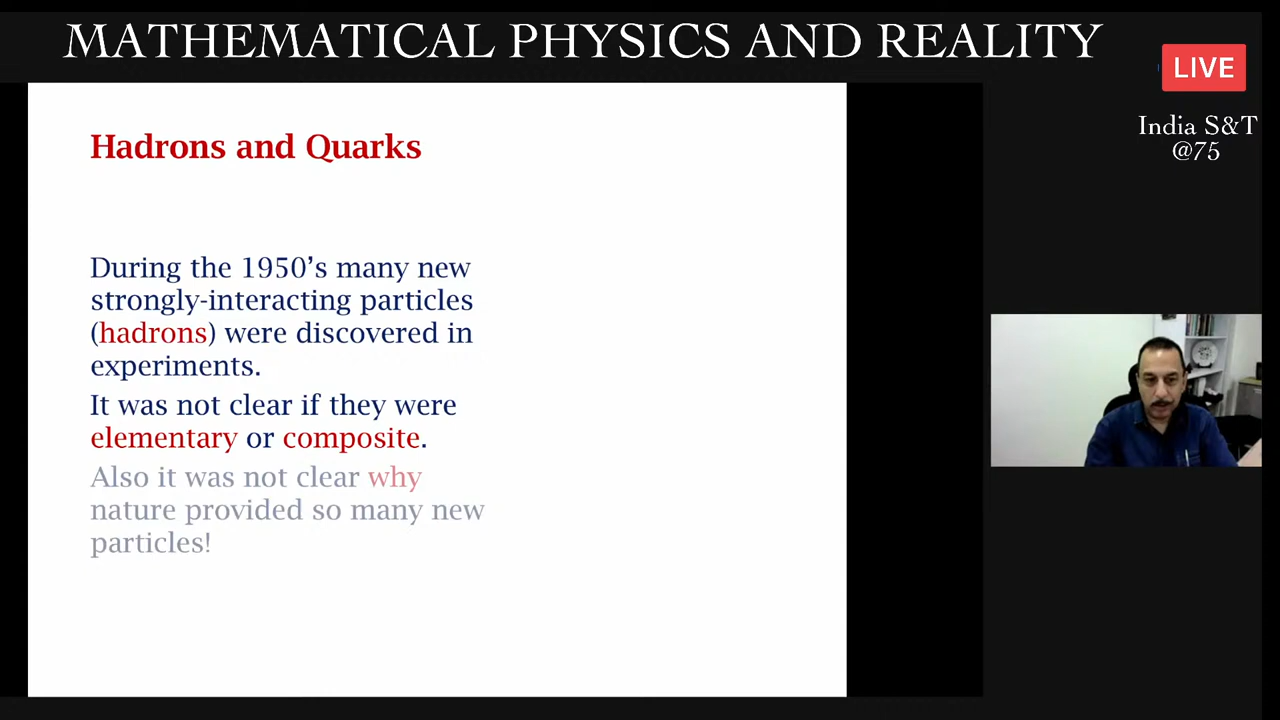 MATHEMATICAL PHYSICS AND REALITY
LIVE
India S&T
@75
Hadrons and Quarks
During the 1950’s many new
strongly-interacting particles
(hadrons) were discovered in
experiments.
It was not clear if they were
elementary or composite.
Also it was not clear why
nature provided so many new
particles!